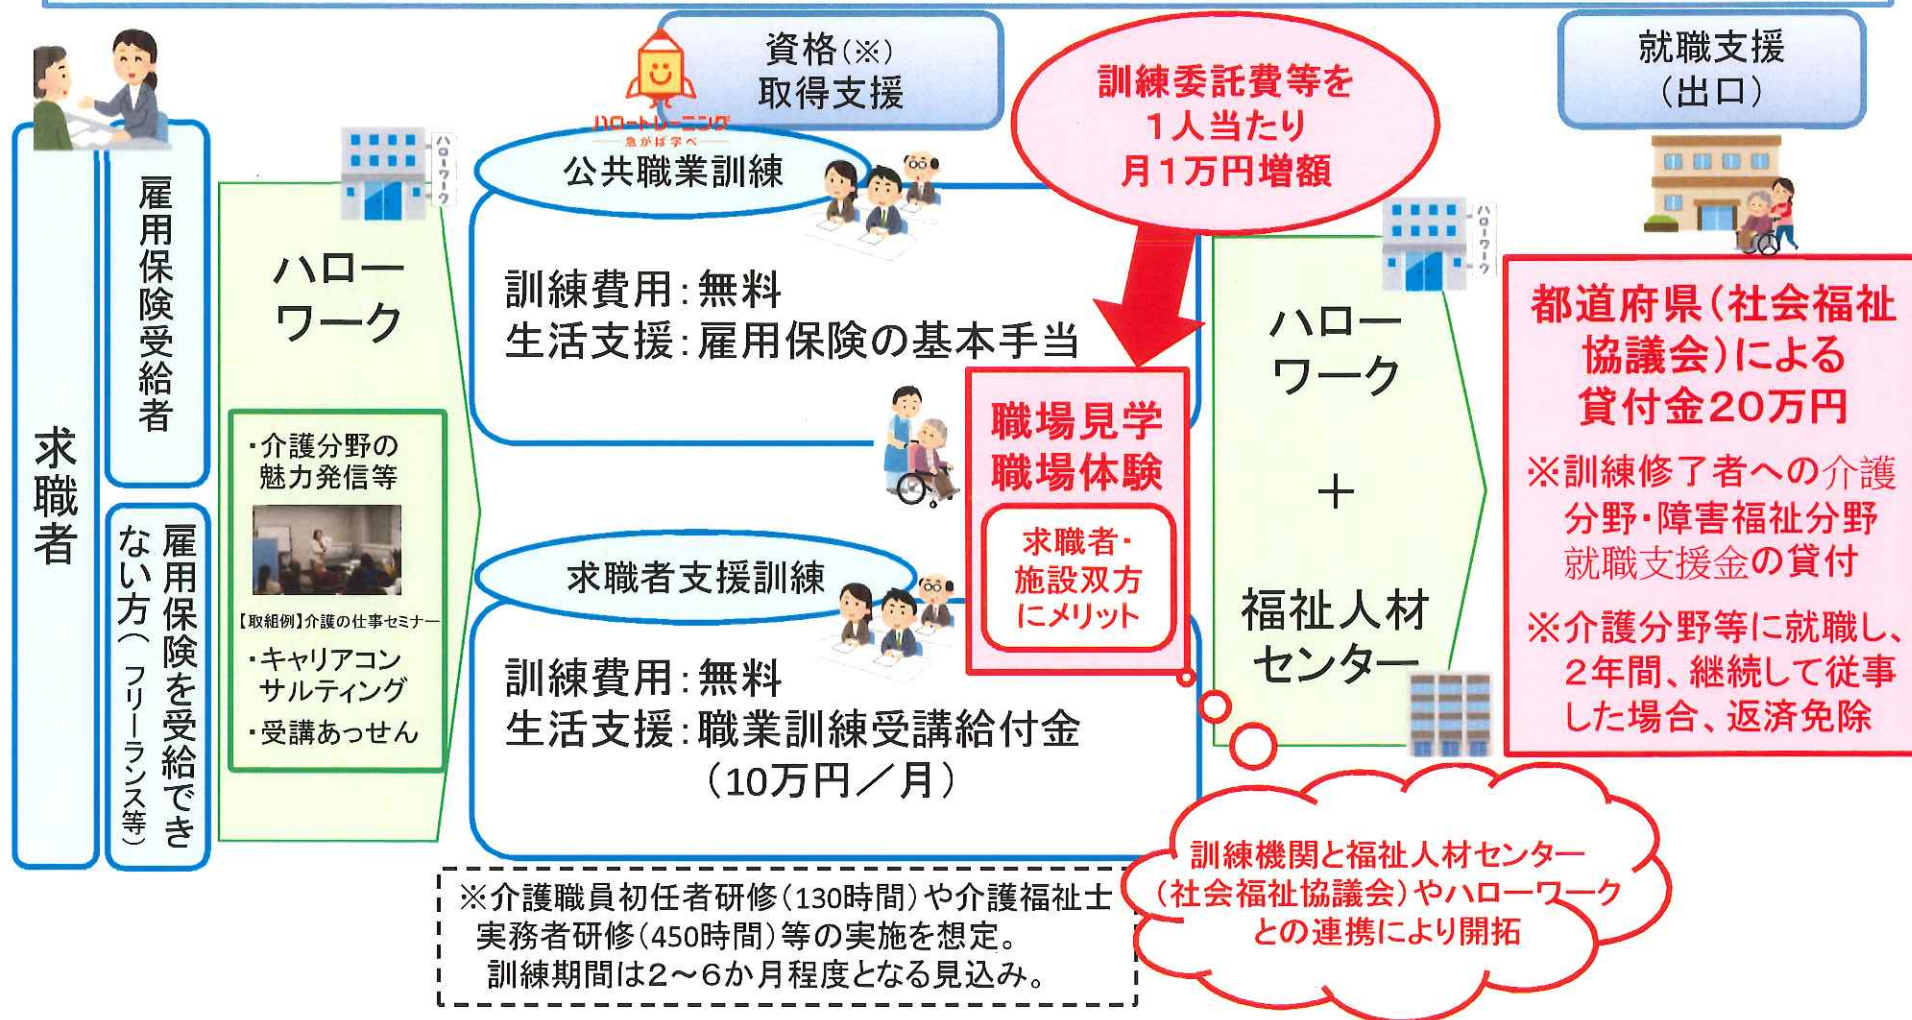 資格(※)
取得支援
ハロートレーニング
急がば学べ
訓練委託費等を
1人当たり
月1万円増額
就職支援
(出口)
求職者
雇用保険受給者
雇用保険を受給でき
ない方(フリーランス等)
ハローワーク
ハロー
ワーク
・介護分野の
魅力発信等
【取組例】介護の仕事セミナー
・キャリアコン
サルティング
・受講あっせん
公共職業訓練
訓練費用:無料
生活支援:雇用保険の基本手当
求職者支援訓練
訓練費用:無料
生活支援:職業訓練受講給付金
(10万円/月)
職場見学
職場体験
求職者・
施設双方
にメリット
ハローワーク
ハロー
ワーク
+
福祉人材
センター
都道府県(社会福祉
協議会)による
貸付金20万円
※訓練修了者への介護
分野・障害福祉分野
就職支援金の貸付
※介護分野等に就職し、
2年間、継続して従事
した場合、返済免除
※介護職員初任者研修(130時間)や介護福祉士
実務者研修(450時間)等の実施を想定。
訓練期間は2~6か月程度となる見込み。
訓練機関と福祉人材センター
(社会福祉協議会)やハローワーク
との連携により開拓